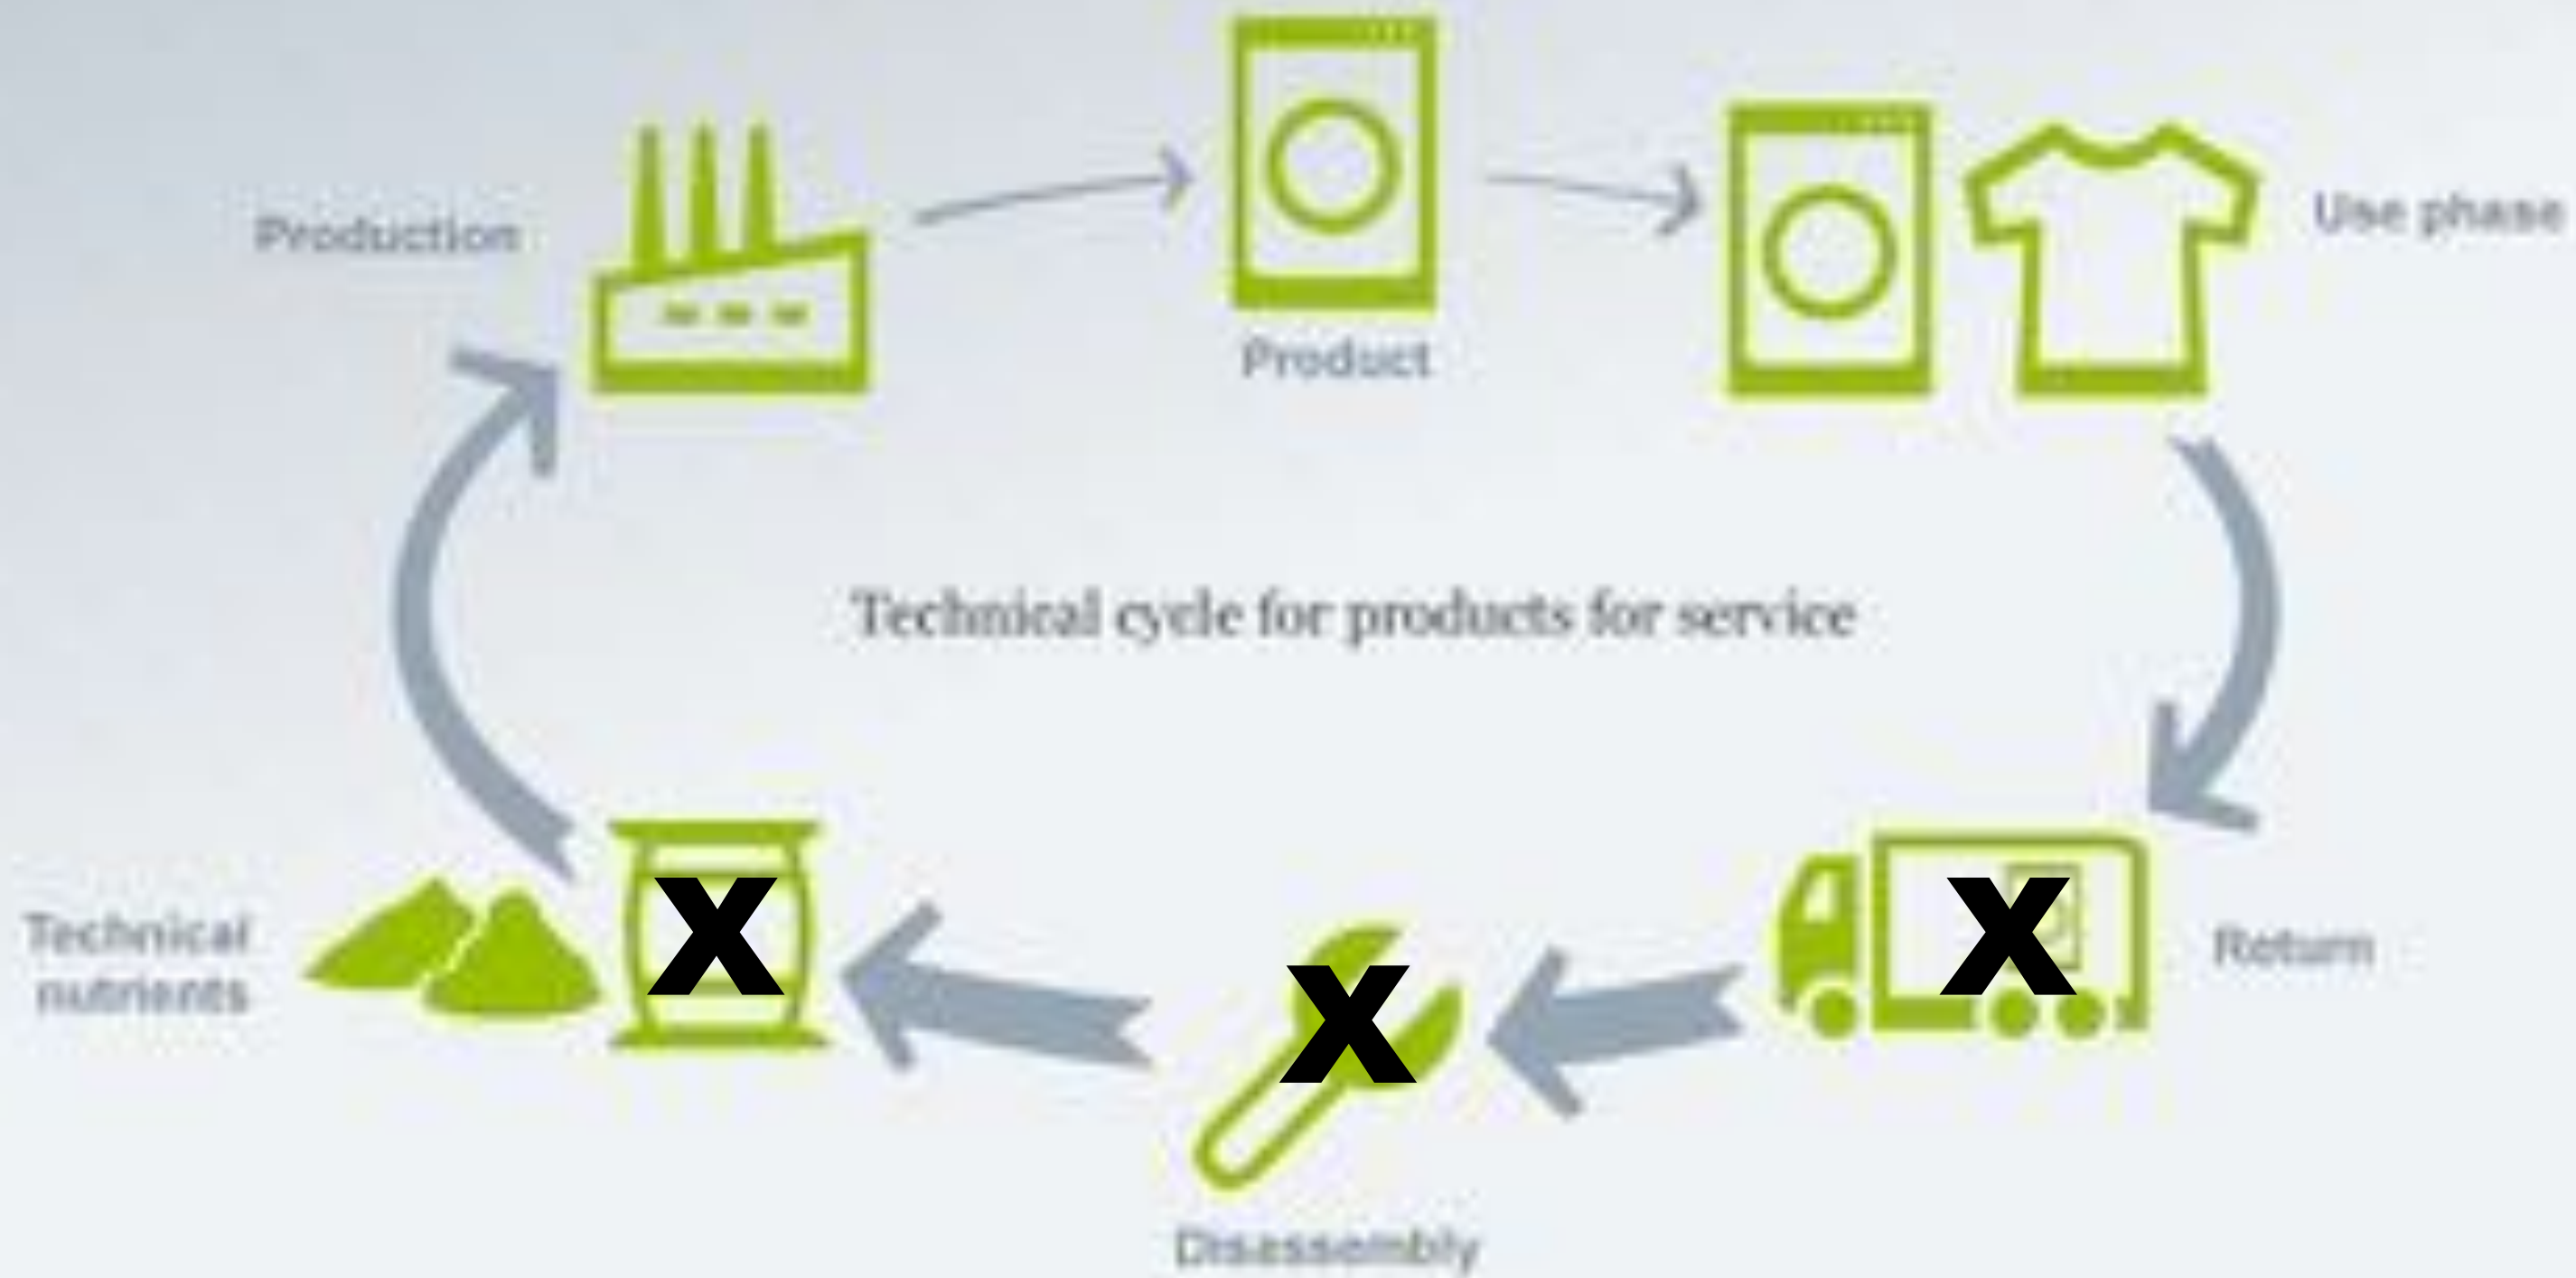 Production
Product
Use phase
Technical cycle for products for service
Technical
nutrients
X
X
X
Return
Disassembly